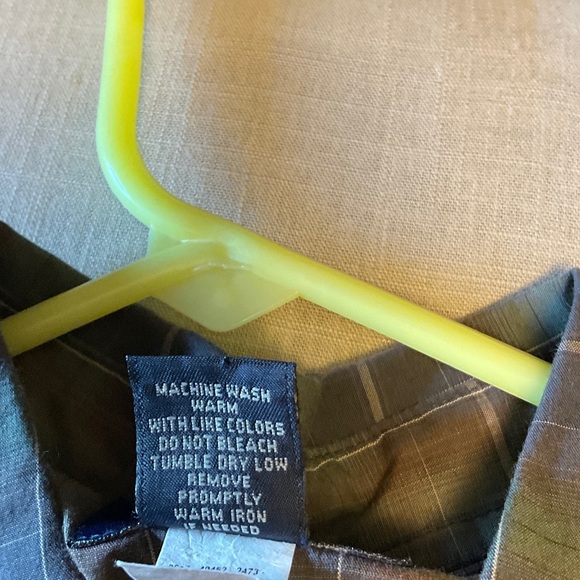 MACHINE WASH
WARM
WITH LIKE COLORS
DO NOT BLEACH
TUMBLE DRY LOW
REMOVE
PROMPTLY
WARM IRON
IF NEEDED